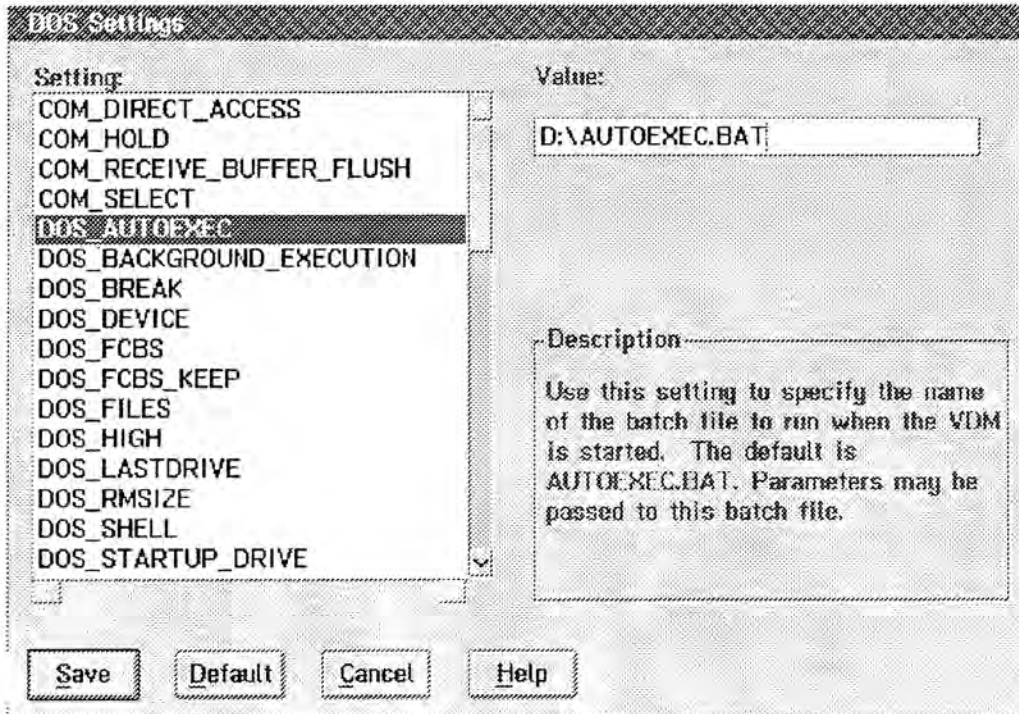 DOS Settings
Setting:
COM_DIRECT_ACCESS
COM_HOLD
COM_RECEIVE_BUFFER_FLUSH
COM_SELECT
DOS_AUTOEXEC
DOS_BACKGROUND_EXECUTION
DOS_BREAK
DOS_DEVICE
DOS_FCBS
DOS_FCBS_KEEP
DOS_FILES
DOS_HIGH
DOS_LASTDRIVE
DOS_RMSIZE
DOS_SHELL
DOS_STARTUP_DRIVE
Value:
D:\AUTOEXEC.BAT
Description
Use this setting to specify the name
of the batch file to run when the VDM
is started. The default is
AUTOEXEC.BAT. Parameters may be
passed to this batch file.
Save Default Cancel Help